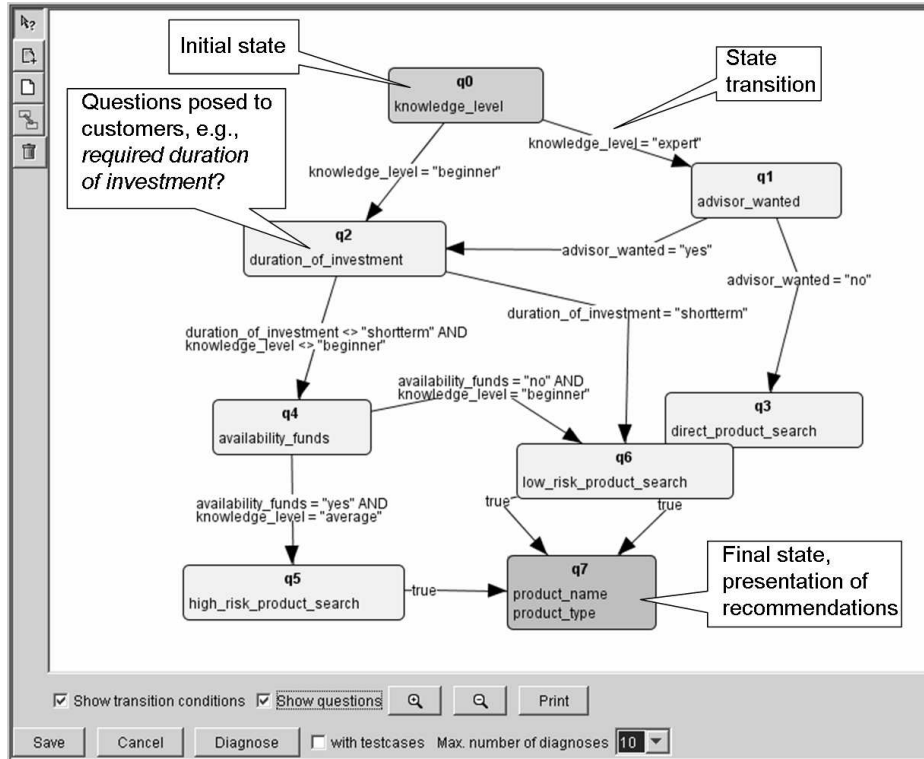 Initial state
q0
knowledge_level
State
transition
Questions posed to
customers, e.g.,
required duration
of investment?
knowledge_level = "expert"
knowledge_level = "beginner"
q1
advisor_wanted
q2
duration_of_investment
advisor_wanted = "yes"
advisor_wanted = "no"
duration_of_investment = "shortterm"
duration_of_investment <> "shortterm" AND
knowledge_level <> "beginner"
availability_funds = "no" AND
knowledge_level = "beginner"
q4
availability_funds
q3
direct_product_search
q6
low_risk_product_search
availability_funds = "yes" AND
knowledge_level = "average"
true
true
q5
high_risk_product_search
true
q7
product_name
product_type
Final state,
presentation of
recommendations
Show transition conditions
Show questions
Print
Save
Cancel
Diagnose
with testcases
Max. number of diagnoses
10